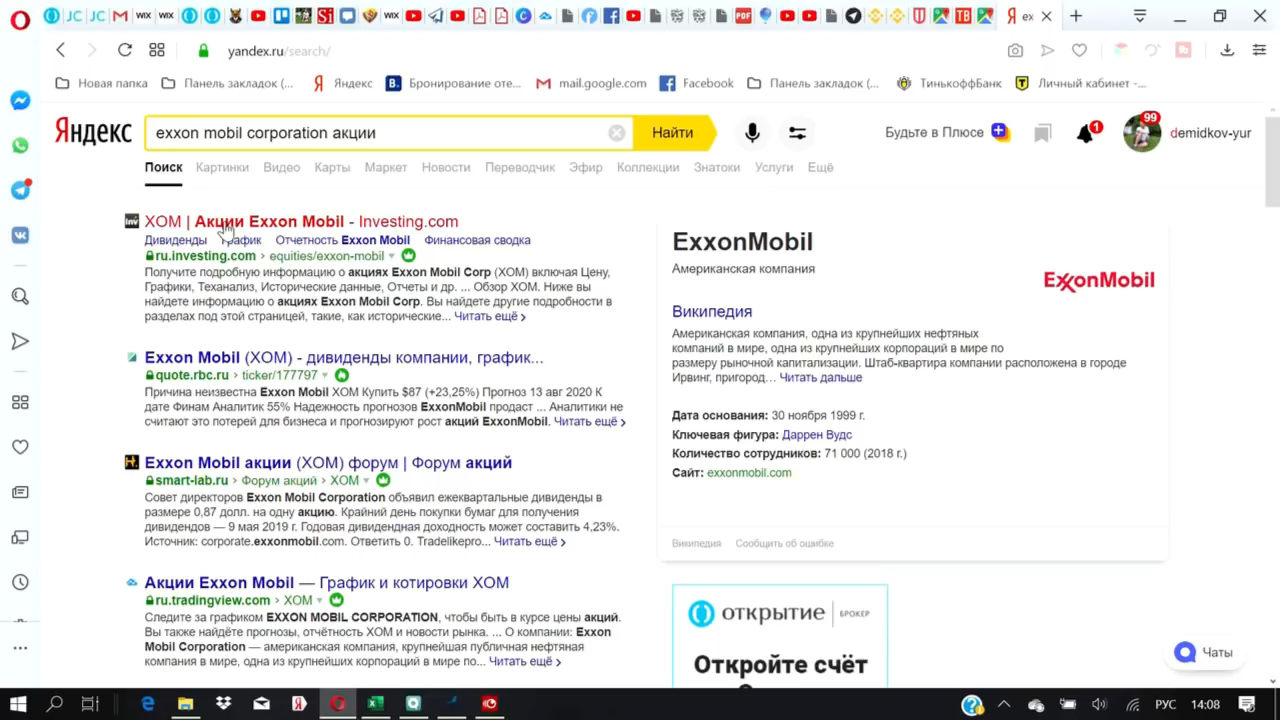 WIX
WIX
Si
WIX
PDF
ТВ
Я ex
yandex.ru/search/
Новая папка
Панель закладок (...
Я Яндекс
B. Бронирование оте...
mail.google.com
Facebook
Панель закладок (...
ТинькоффБанк
Личный кабинет -...
Яндекс
exxon mobil corporation акции
Найти
Будьте в Плюсе
1
99
demidkov-yur
Поиск Картинки Видео Карты Маркет Новости Переводчик Эфир Коллекции Знатоки Услуги Ещё
XOM | Акции Exxon Mobil - Investing.com
Дивиденды График Отчетность Exxon Mobil Финансовая сводка
ru.investing.com › equities/exxon-mobil
Получите подробную информацию о акциях Exxon Mobil Corp (XOM) включая Цену,
Графики, Теханализ, Исторические данные, Отчеты и др. ... Обзор XOM. Ниже вы
найдете информацию о акциях Exxon Mobil Corp. Вы найдете другие подробности в
разделах под этой страницей, такие, как исторические... Читать ещё ›
Exxon Mobil (XOM) - дивиденды компании, график...
quote.rbc.ru › ticker/177797
Причина неизвестна Exxon Mobil XOM Купить $87 (+23,25%) Прогноз 13 авг 2020 К
дате Финам Аналитик 55% Надежность прогнозов ExxonMobil продаст ... Аналитики не
считают это потерей для бизнеса и прогнозируют рост акций ExxonMobil. Читать ещё ›
Exxon Mobil акции (XOM) форум | Форум акций
smart-lab.ru › Форум акций › XOM
Совет директоров Exxon Mobil Corporation объявил ежеквартальные дивиденды в
размере 0,87 долл. на одну акцию. Крайний день покупки бумаг для получения
дивидендов — 9 мая 2019 г. Годовая дивидендная доходность может составить 4,23%.
Источник: corporate.exxonmobil.com. Ответить 0. Tradelikepro... Читать ещё ›
Акции Exxon Mobil — График и котировки XOM
ru.tradingview.com › XOM
Следите за графиком EXXON MOBIL CORPORATION, чтобы быть в курсе цены акций.
Вы также найдёте прогнозы, отчётность XOM и новости рынка. ... О компании: Exxon
Mobil Corporation — американская компания, крупнейшая публичная нефтяная
компания в мире, одна из крупнейших корпораций в мире по... Читать ещё ›
ExxonMobil
Американская компания
ExxonMobil
Википедия
Американская компания, одна из крупнейших нефтяных
компаний в мире, одна из крупнейших корпораций в мире по
размеру рыночной капитализации. Штаб-квартира компании расположена в городе
Ирвинг, пригород... Читать дальше
Дата основания: 30 ноября 1999 г.
Ключевая фигура: Даррен Вудс
Количество сотрудников: 71 000 (2018 г.)
Сайт: exxonmobil.com
Википедия Сообщить об ошибке
открытие БРОКЕР
Откройте счёт
Чаты
РУС
14:08